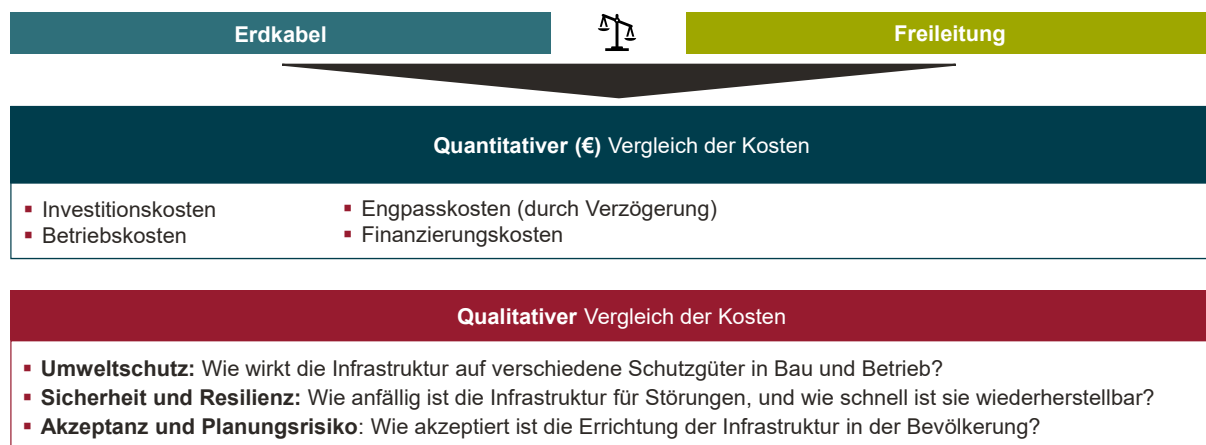 Erdkabel
Freileitung
Quantitativer (€) Vergleich der Kosten
▪ Investitionskosten
▪ Betriebskosten
▪ Engpasskosten (durch Verzögerung)
▪ Finanzierungskosten
Qualitativer Vergleich der Kosten
▪ Umweltschutz: Wie wirkt die Infrastruktur auf verschiedene Schutzgüter in Bau und Betrieb?
▪ Sicherheit und Resilienz: Wie anfällig ist die Infrastruktur für Störungen, und wie schnell ist sie wiederherstellbar?
▪ Akzeptanz und Planungsrisiko: Wie akzeptiert ist die Errichtung der Infrastruktur in der Bevölkerung?